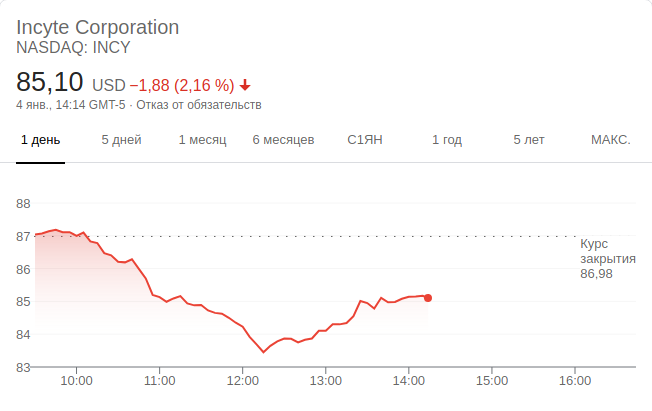 Incyte Corporation
NASDAQ: INCY
85,10 USD −1,88 (2,16 %)
4 янв., 14:14 GMT-5 · Отказ от обязательств
1 день 5 дней 1 месяц 6 месяцев С1ЯН 1 год 5 лет МАКС.
88
87
86
85
84
83
Курс
закрытия
86,98
10:00 11:00 12:00 13:00 14:00 15:00 16:00